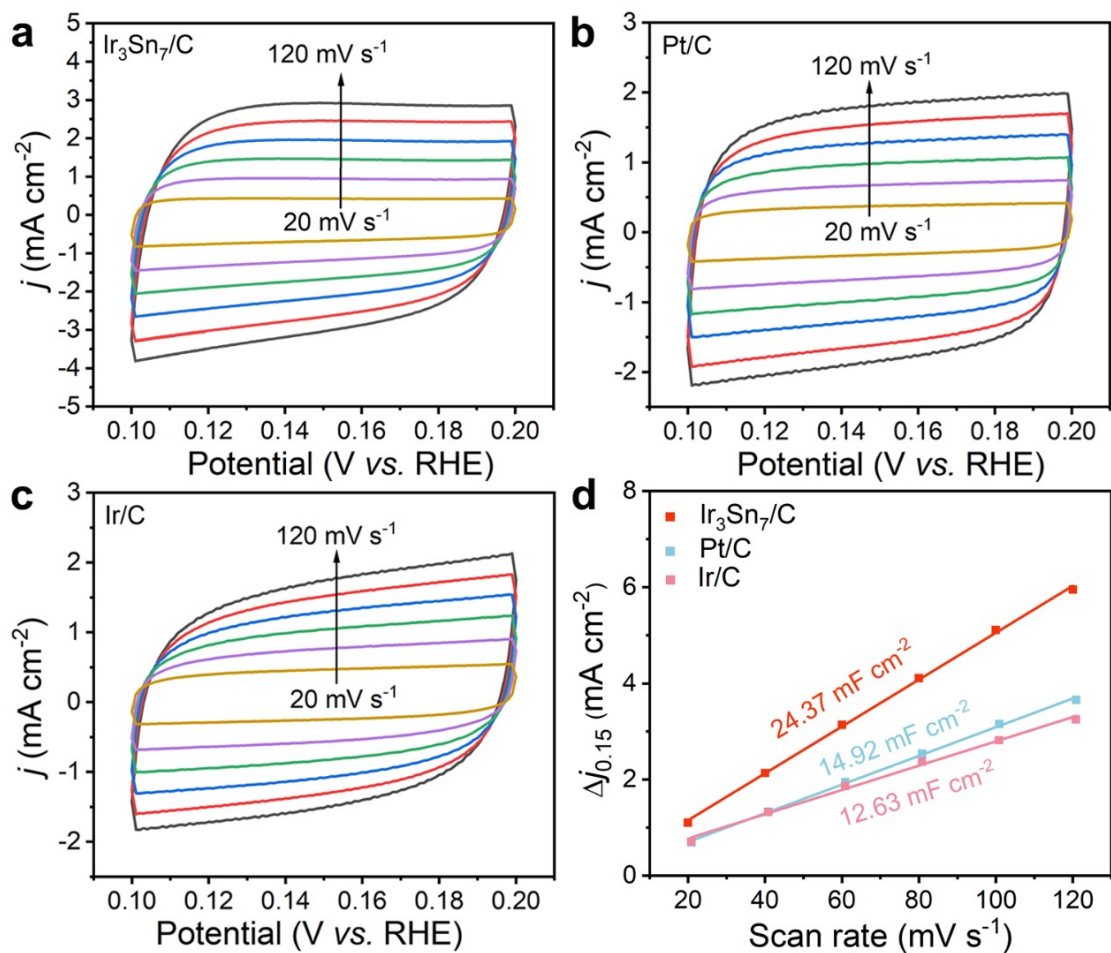 a
Ir₃Sn₇/C
120 mV s⁻¹
20 mV s⁻¹
5
4
3
2
1
0
-1
-2
-3
-4
-5
j (mA cm⁻²)
0.10 0.12 0.14 0.16 0.18 0.20
Potential (V vs. RHE)
b
Pt/C
120 mV s⁻¹
20 mV s⁻¹
3
2
1
0
-1
-2
j (mA cm⁻²)
0.10 0.12 0.14 0.16 0.18 0.20
Potential (V vs. RHE)
c
Ir/C
120 mV s⁻¹
20 mV s⁻¹
3
2
1
0
-1
-2
j (mA cm⁻²)
0.10 0.12 0.14 0.16 0.18 0.20
Potential (V vs. RHE)
d
Ir₃Sn₇/C
Pt/C
Ir/C
24.37 mF cm⁻²
14.92 mF cm⁻²
12.63 mF cm⁻²
8
6
4
2
0
Δj₀.₁₅ (mA cm⁻²)
20 40 60 80 100 120
Scan rate (mV s⁻¹)